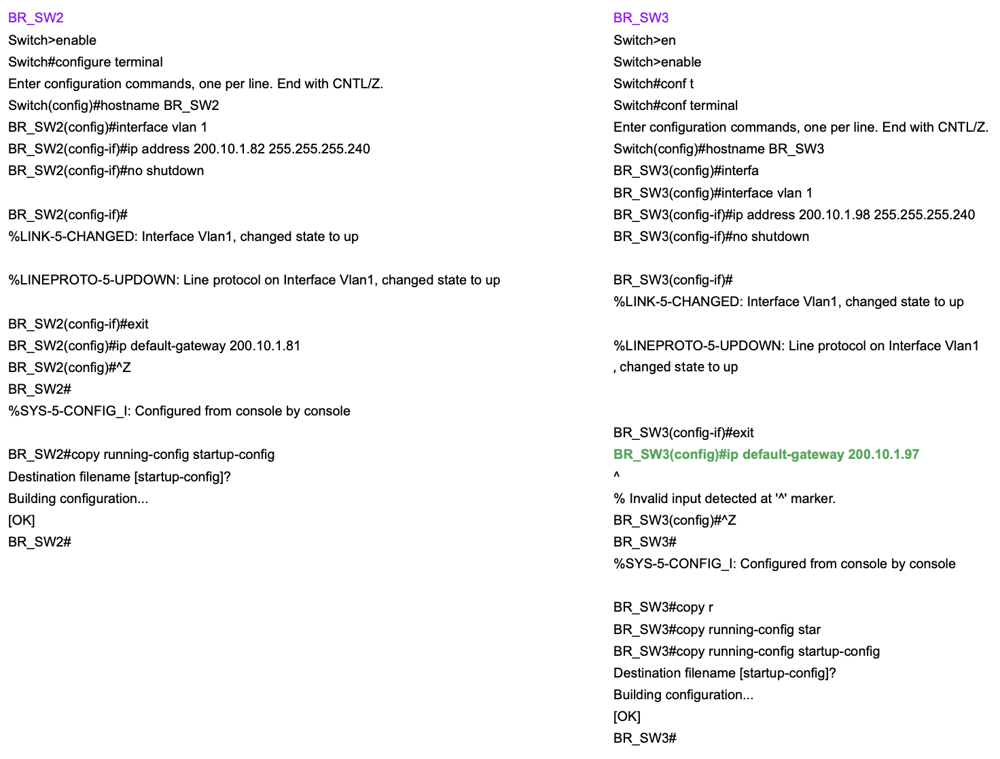 BR_SW2
Switch>enable
Switch#configure terminal
Enter configuration commands, one per line. End with CNTL/Z.
Switch(config)#hostname BR_SW2
BR_SW2(config)#interface vlan 1
BR_SW2(config-if)#ip address 200.10.1.82 255.255.255.240
BR_SW2(config-if)#no shutdown
BR_SW2(config-if)#
%LINK-5-CHANGED: Interface Vlan1, changed state to up
%LINEPROTO-5-UPDOWN: Line protocol on Interface Vlan1, changed state to up
BR_SW2(config-if)#exit
BR_SW2(config)#ip default-gateway 200.10.1.81
BR_SW2(config)#^Z
BR_SW2#
%SYS-5-CONFIG_I: Configured from console by console
BR_SW2#copy running-config startup-config
Destination filename [startup-config]?
Building configuration...
[OK]
BR_SW2#
BR_SW3
Switch>en
Switch>enable
Switch#conf t
Switch#conf terminal
Enter configuration commands, one per line. End with CNTL/Z.
Switch(config)#hostname BR_SW3
BR_SW3(config)#interfa
BR_SW3(config)#interface vlan 1
BR_SW3(config-if)#ip address 200.10.1.98 255.255.255.240
BR_SW3(config-if)#no shutdown
BR_SW3(config-if)#
%LINK-5-CHANGED: Interface Vlan1, changed state to up
%LINEPROTO-5-UPDOWN: Line protocol on Interface Vlan1
, changed state to up
BR_SW3(config-if)#exit
BR_SW3(config)#ip default-gateway 200.10.1.97
^
% Invalid input detected at '^' marker.
BR_SW3(config)#^Z
BR_SW3#
%SYS-5-CONFIG_I: Configured from console by console
BR_SW3#copy r
BR_SW3#copy running-config star
BR_SW3#copy running-config startup-config
Destination filename [startup-config]?
Building configuration...
[OK]
BR_SW3#